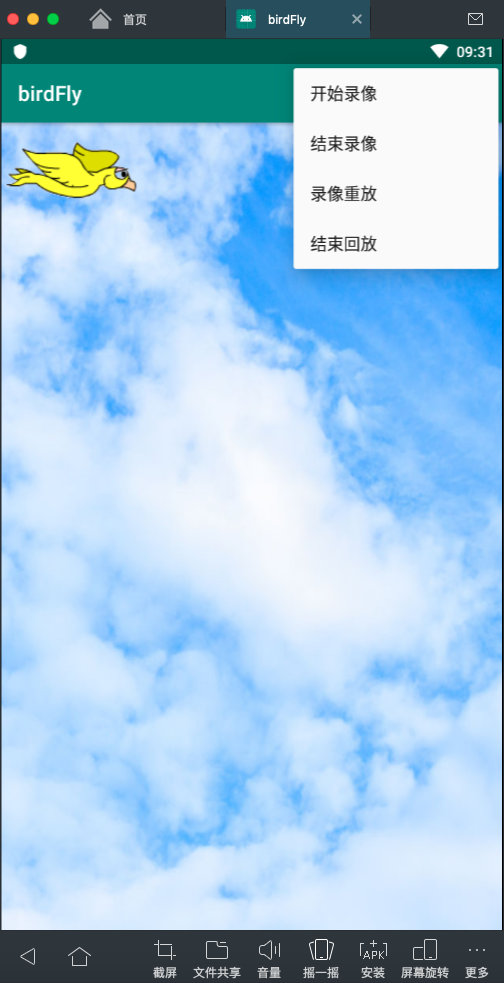 首页
birdFly
09:31
birdFly
开始录像
结束录像
录像重放
结束回放
APK
截屏
文件共享
音量
摇一摇
安装
屏幕旋转
更多